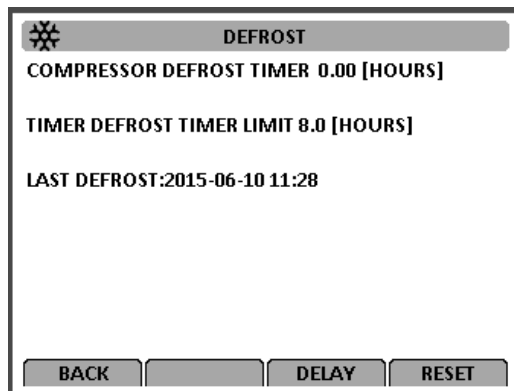 DEFROST
COMPRESSOR DEFROST TIMER 0.00 [HOURS]
TIMER DEFROST TIMER LIMIT 8.0 [HOURS]
LAST DEFROST:2015-06-10 11:28
BACK DELAY RESET